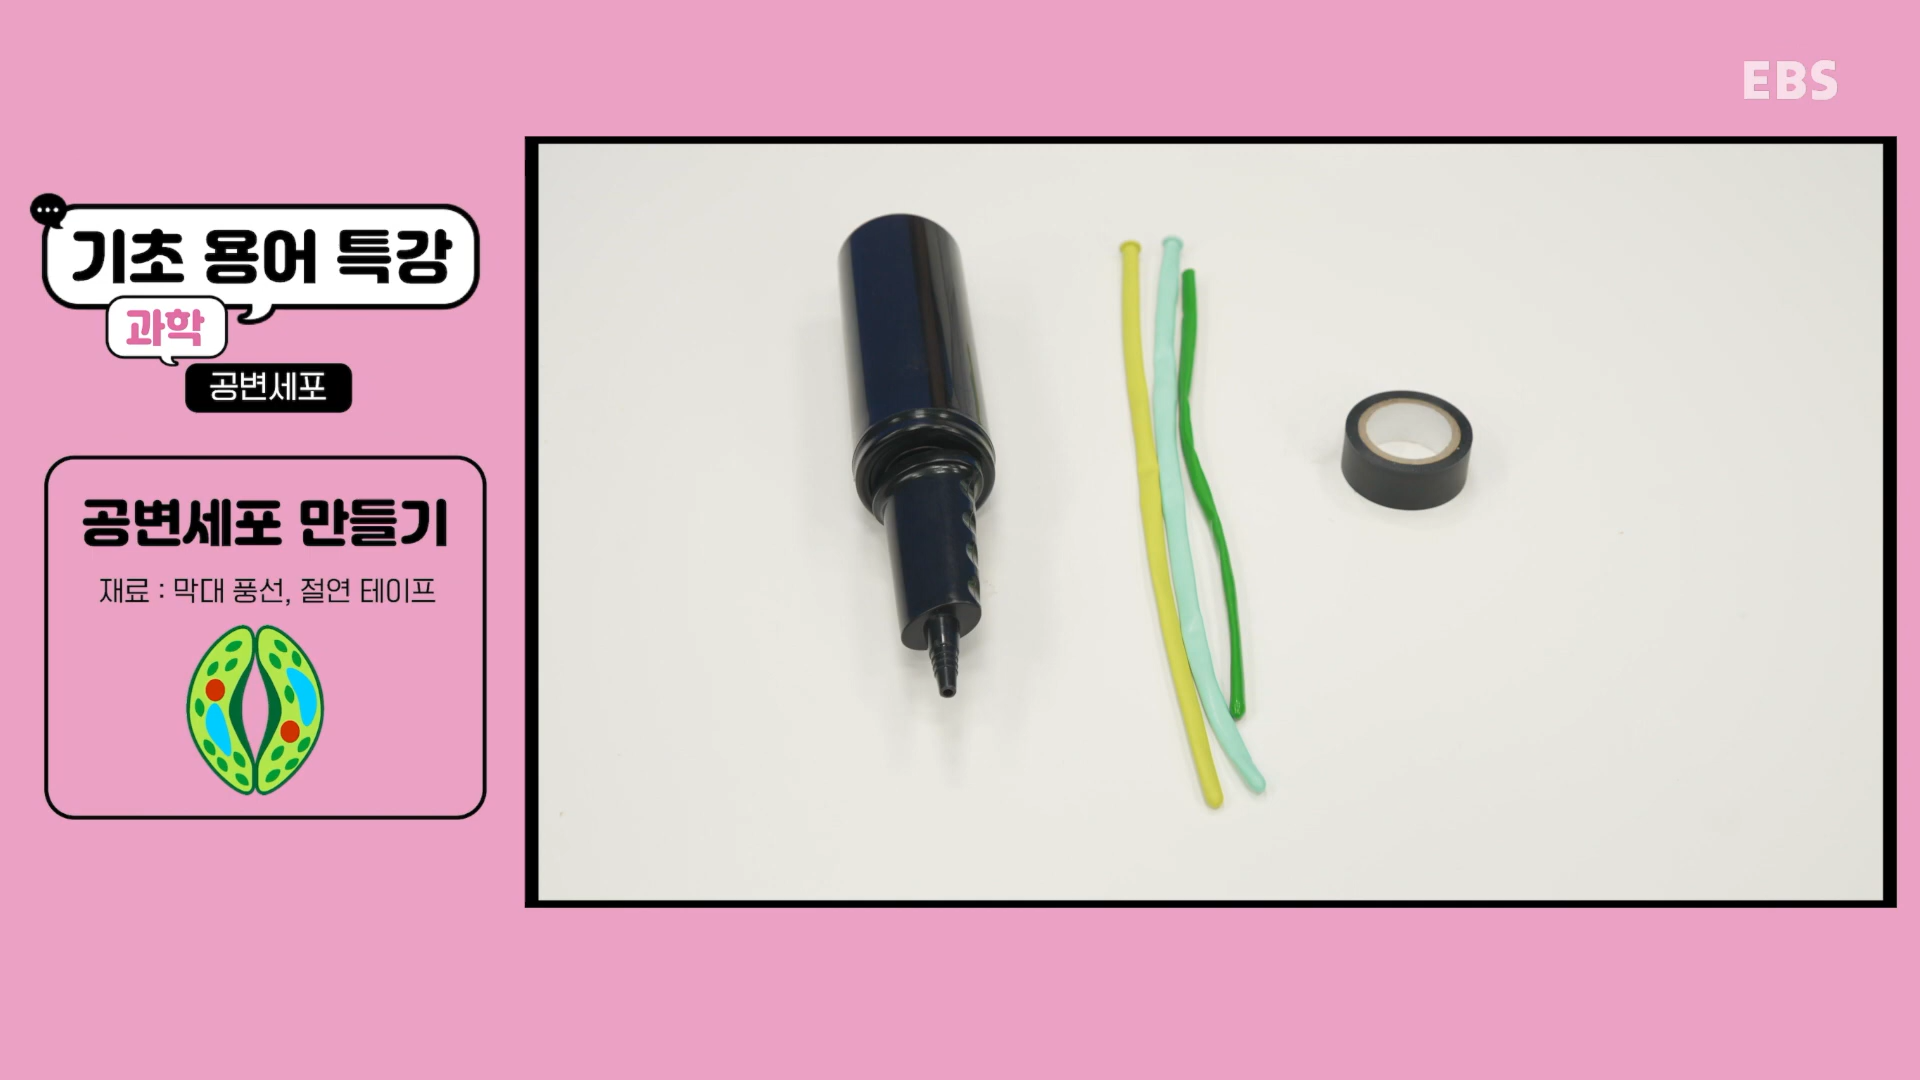 EBS
기초 용어 특강
과학
공변세포
공변세포 만들기
재료 : 막대 풍선, 절연 테이프